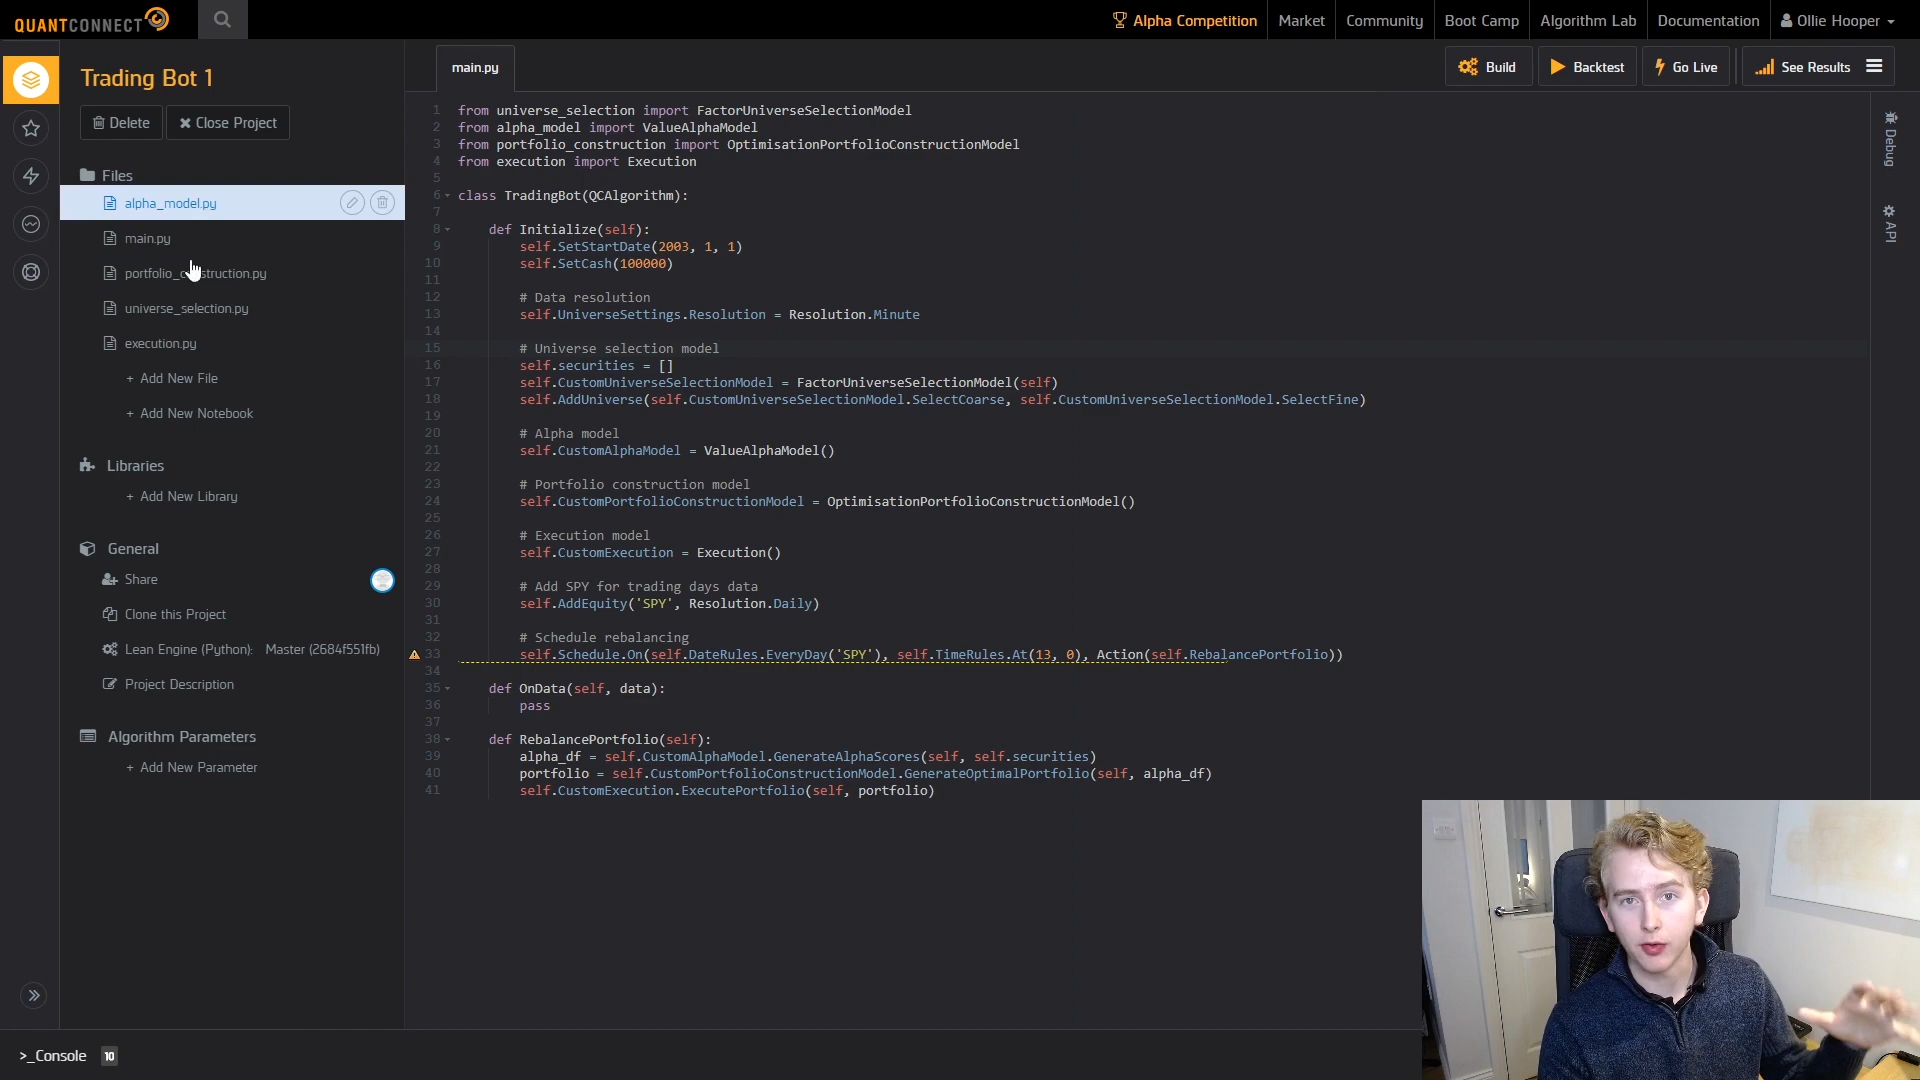 QUANTCONNECT
Alpha Competition
Market
Community
Boot Camp
Algorithm Lab
Documentation
Ollie Hooper
Trading Bot 1
Delete
Close Project
Files
alpha_model.py
main.py
portfolio_c struction.py
universe_selection.py
execution.py
+ Add New File
+ Add New Notebook
Libraries
+ Add New Library
General
Share
Clone this Project
Lean Engine (Python): Master (2684f551fb)
Project Description
Algorithm Parameters
+ Add New Parameter
>_Console 10
main.py
Build
Backtest
Go Live
See Results
Debug
API
1 from universe_selection import FactorUniverseSelectionModel
2 from alpha_model import ValueAlphaModel
3 from portfolio_construction import OptimisationPortfolioConstructionModel
4 from execution import Execution
5
6 class TradingBot(QCAlgorithm):
7
8 def Initialize(self):
9 self.SetStartDate(2003, 1, 1)
10 self.SetCash(100000)
11
12 # Data resolution
13 self.UniverseSettings.Resolution = Resolution.Minute
14
15 # Universe selection model
16 self.securities = []
17 self.CustomUniverseSelectionModel = FactorUniverseSelectionModel(self)
18 self.AddUniverse(self.CustomUniverseSelectionModel.SelectCoarse, self.CustomUniverseSelectionModel.SelectFine)
19
20 # Alpha model
21 self.CustomAlphaModel = ValueAlphaModel()
22
23 # Portfolio construction model
24 self.CustomPortfolioConstructionModel = OptimisationPortfolioConstructionModel()
25
26 # Execution model
27 self.CustomExecution = Execution()
28
29 # Add SPY for trading days data
30 self.AddEquity('SPY', Resolution.Daily)
31
32 # Schedule rebalancing
33 self.Schedule.On(self.DateRules.EveryDay('SPY'), self.TimeRules.At(13, 0), Action(self.RebalancePortfolio))
34
35 def OnData(self, data):
36 pass
37
38 def RebalancePortfolio(self):
39 alpha_df = self.CustomAlphaModel.GenerateAlphaScores(self, self.securities)
40 portfolio = self.CustomPortfolioConstructionModel.GenerateOptimalPortfolio(self, alpha_df)
41 self.CustomExecution.ExecutePortfolio(self, portfolio)